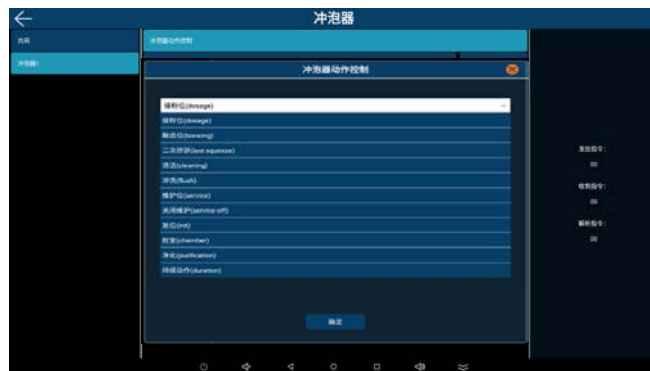 冲泡器
共用
冲泡器动作控制
冲泡器1
冲泡器动作控制
接粉位(dosage)
接粉位(dosage)
酿造位(brewing)
二次挤饼(last squeeze)
清洁(cleaning)
冲洗(flush)
维护位(service)
关闭维护(service-off)
复位(init)
腔室(chamber)
净化(purification)
持续动作(duration)
确定
发出指令:
00
收到指令:
00
解析指令:
00